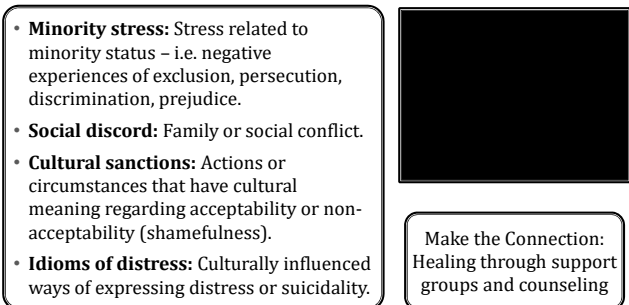 • Minority stress: Stress related to
minority status – i.e. negative
experiences of exclusion, persecution,
discrimination, prejudice.
• Social discord: Family or social conflict.
• Cultural sanctions: Actions or
circumstances that have cultural
meaning regarding acceptability or non-
acceptability (shamefulness).
• Idioms of distress: Culturally influenced
ways of expressing distress or suicidality.
Make the Connection:
Healing through support
groups and counseling